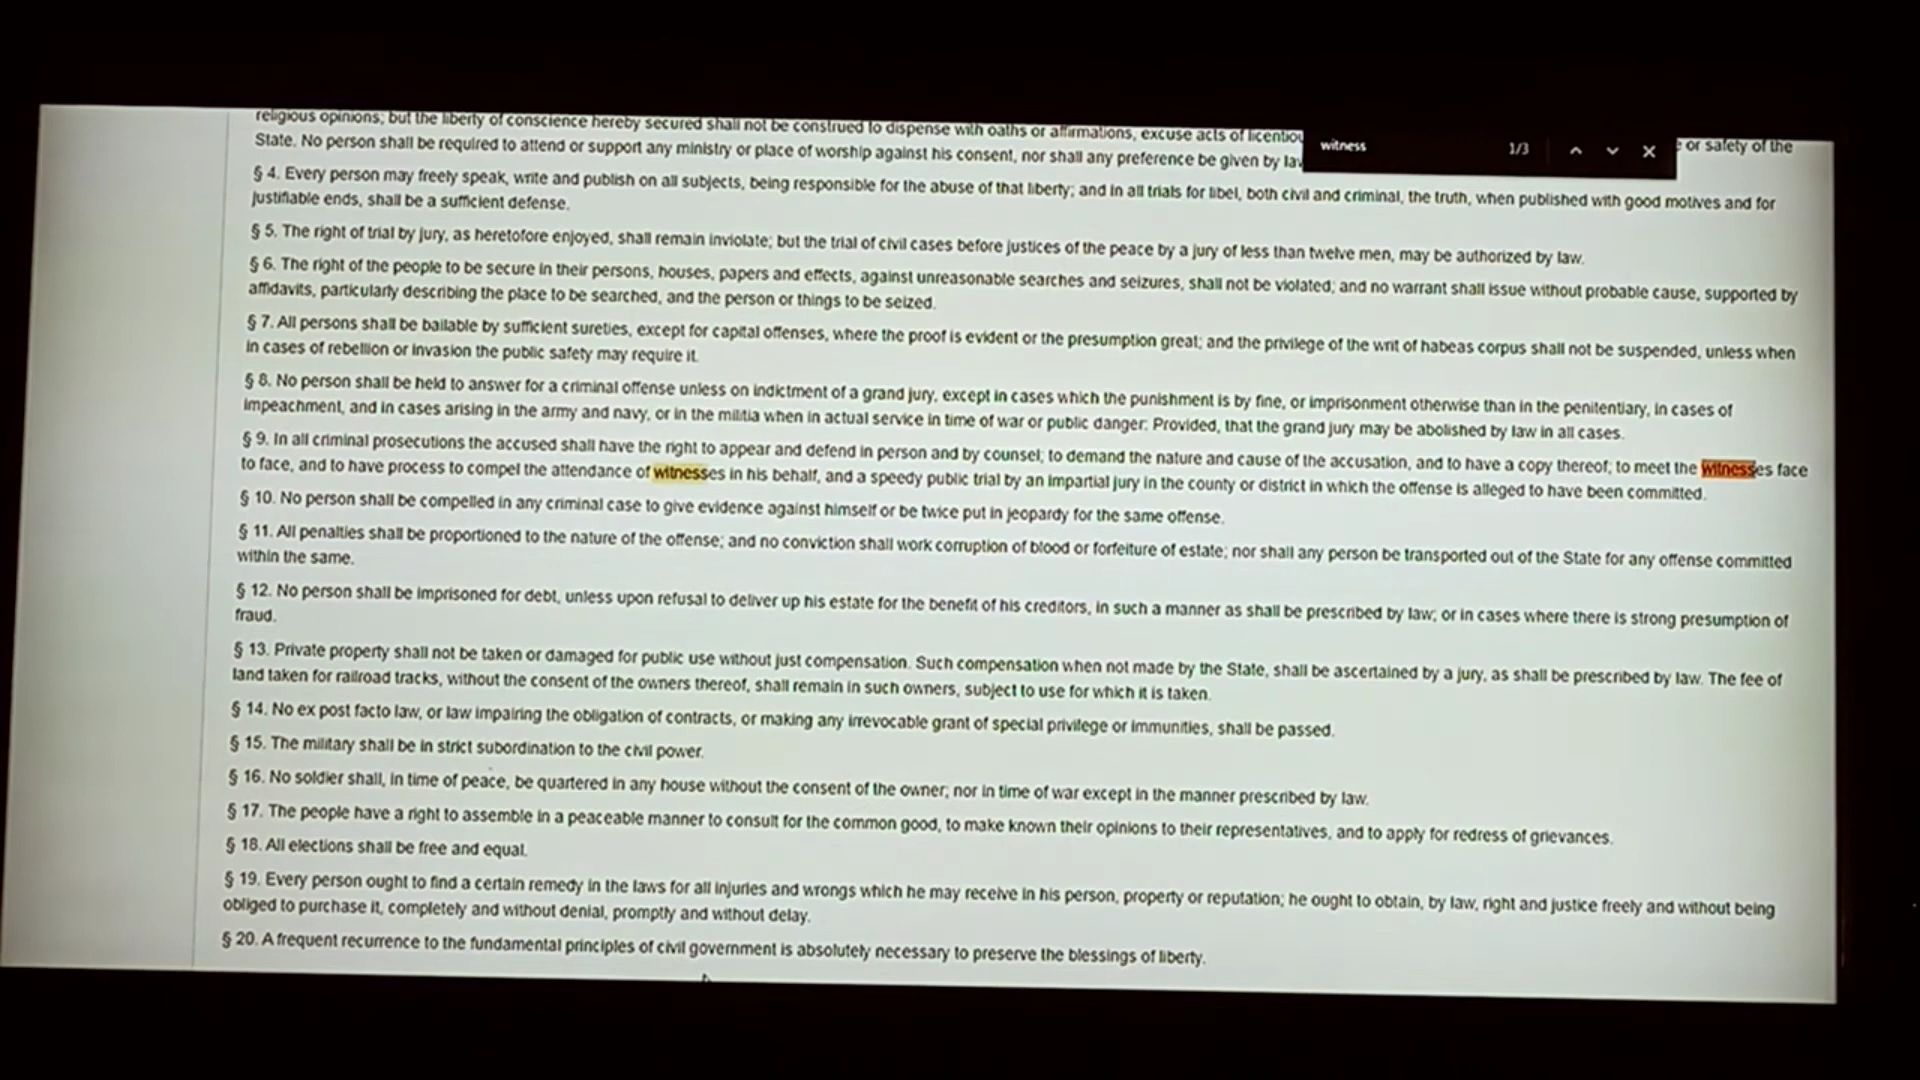 religious opinions; but the liberty of conscience hereby secured shall not be construed to dispense with oaths or affirmations, excuse acts of licentiou
State. No person shall be required to attend or support any ministry or place of worship against his consent, nor shall any preference be given by law
or safety of the
witness 1/3
§ 4. Every person may freely speak, write and publish on all subjects, being responsible for the abuse of that liberty; and in all trials for libel, both civil and criminal, the truth, when published with good motives and for
justifiable ends, shall be a sufficient defense.
§ 5. The right of trial by jury, as heretofore enjoyed, shall remain inviolate; but the trial of civil cases before justices of the peace by a jury of less than twelve men, may be authorized by law.
§ 6. The right of the people to be secure in their persons, houses, papers and effects, against unreasonable searches and seizures, shall not be violated; and no warrant shall issue without probable cause, supported by
affidavits, particularly describing the place to be searched, and the person or things to be seized.
§ 7. All persons shall be bailable by sufficient sureties, except for capital offenses, where the proof is evident or the presumption great; and the privilege of the writ of habeas corpus shall not be suspended, unless when
in cases of rebellion or invasion the public safety may require it.
§ 8. No person shall be held to answer for a criminal offense unless on indictment of a grand jury, except in cases which the punishment is by fine, or imprisonment otherwise than in the penitentiary, in cases of
impeachment, and in cases arising in the army and navy, or in the militia when in actual service in time of war or public danger: Provided, that the grand jury may be abolished by law in all cases.
§ 9. In all criminal prosecutions the accused shall have the right to appear and defend in person and by counsel; to demand the nature and cause of the accusation, and to have a copy thereof; to meet the witnesses face
to face, and to have process to compel the attendance of witnesses in his behalf, and a speedy public trial by an impartial jury in the county or district in which the offense is alleged to have been committed.
§ 10. No person shall be compelled in any criminal case to give evidence against himself or be twice put in jeopardy for the same offense.
§ 11. All penalties shall be proportioned to the nature of the offense; and no conviction shall work corruption of blood or forfeiture of estate; nor shall any person be transported out of the State for any offense committed
within the same.
§ 12. No person shall be imprisoned for debt, unless upon refusal to deliver up his estate for the benefit of his creditors, in such a manner as shall be prescribed by law; or in cases where there is strong presumption of
fraud.
§ 13. Private property shall not be taken or damaged for public use without just compensation. Such compensation when not made by the State, shall be ascertained by a jury, as shall be prescribed by law. The fee of
land taken for railroad tracks, without the consent of the owners thereof, shall remain in such owners, subject to use for which it is taken.
§ 14. No ex post facto law, or law impairing the obligation of contracts, or making any irrevocable grant of special privilege or immunities, shall be passed.
§ 15. The military shall be in strict subordination to the civil power.
§ 16. No soldier shall, in time of peace, be quartered in any house without the consent of the owner; nor in time of war except in the manner prescribed by law.
§ 17. The people have a right to assemble in a peaceable manner to consult for the common good, to make known their opinions to their representatives, and to apply for redress of grievances.
§ 18. All elections shall be free and equal.
§ 19. Every person ought to find a certain remedy in the laws for all injuries and wrongs which he may receive in his person, property or reputation; he ought to obtain, by law, right and justice freely and without being
obliged to purchase it, completely and without denial, promptly and without delay.
§ 20. A frequent recurrence to the fundamental principles of civil government is absolutely necessary to preserve the blessings of liberty.